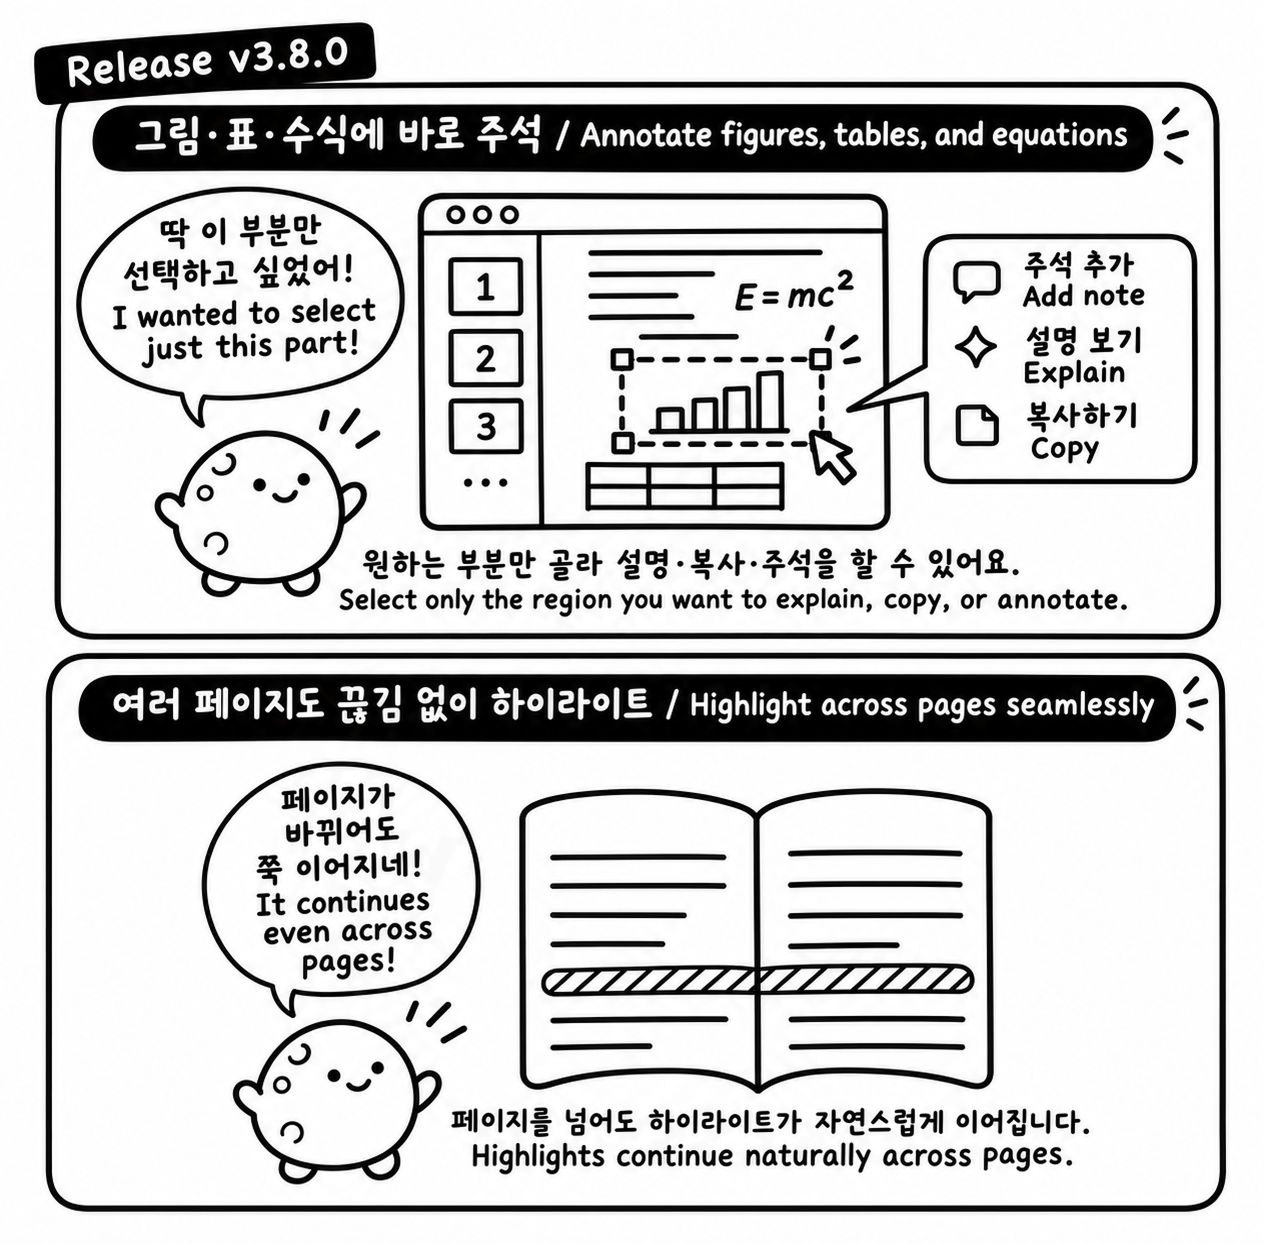 Release v3.8.0
그림·표·수식에 바로 주석 / Annotate figures, tables, and equations
딱 이 부분만
선택하고 싶었어!
I wanted to select
just this part!
1
2
3
...
E=mc²
주석 추가
Add note
설명 보기
Explain
복사하기
Copy
원하는 부분만 골라 설명·복사·주석을 할 수 있어요.
Select only the region you want to explain, copy, or annotate.
여러 페이지도 끊김 없이 하이라이트 / Highlight across pages seamlessly
페이지가
바뀌어도
쭉 이어지네!
It continues
even across
pages!
페이지를 넘어도 하이라이트가 자연스럽게 이어집니다.
Highlights continue naturally across pages.